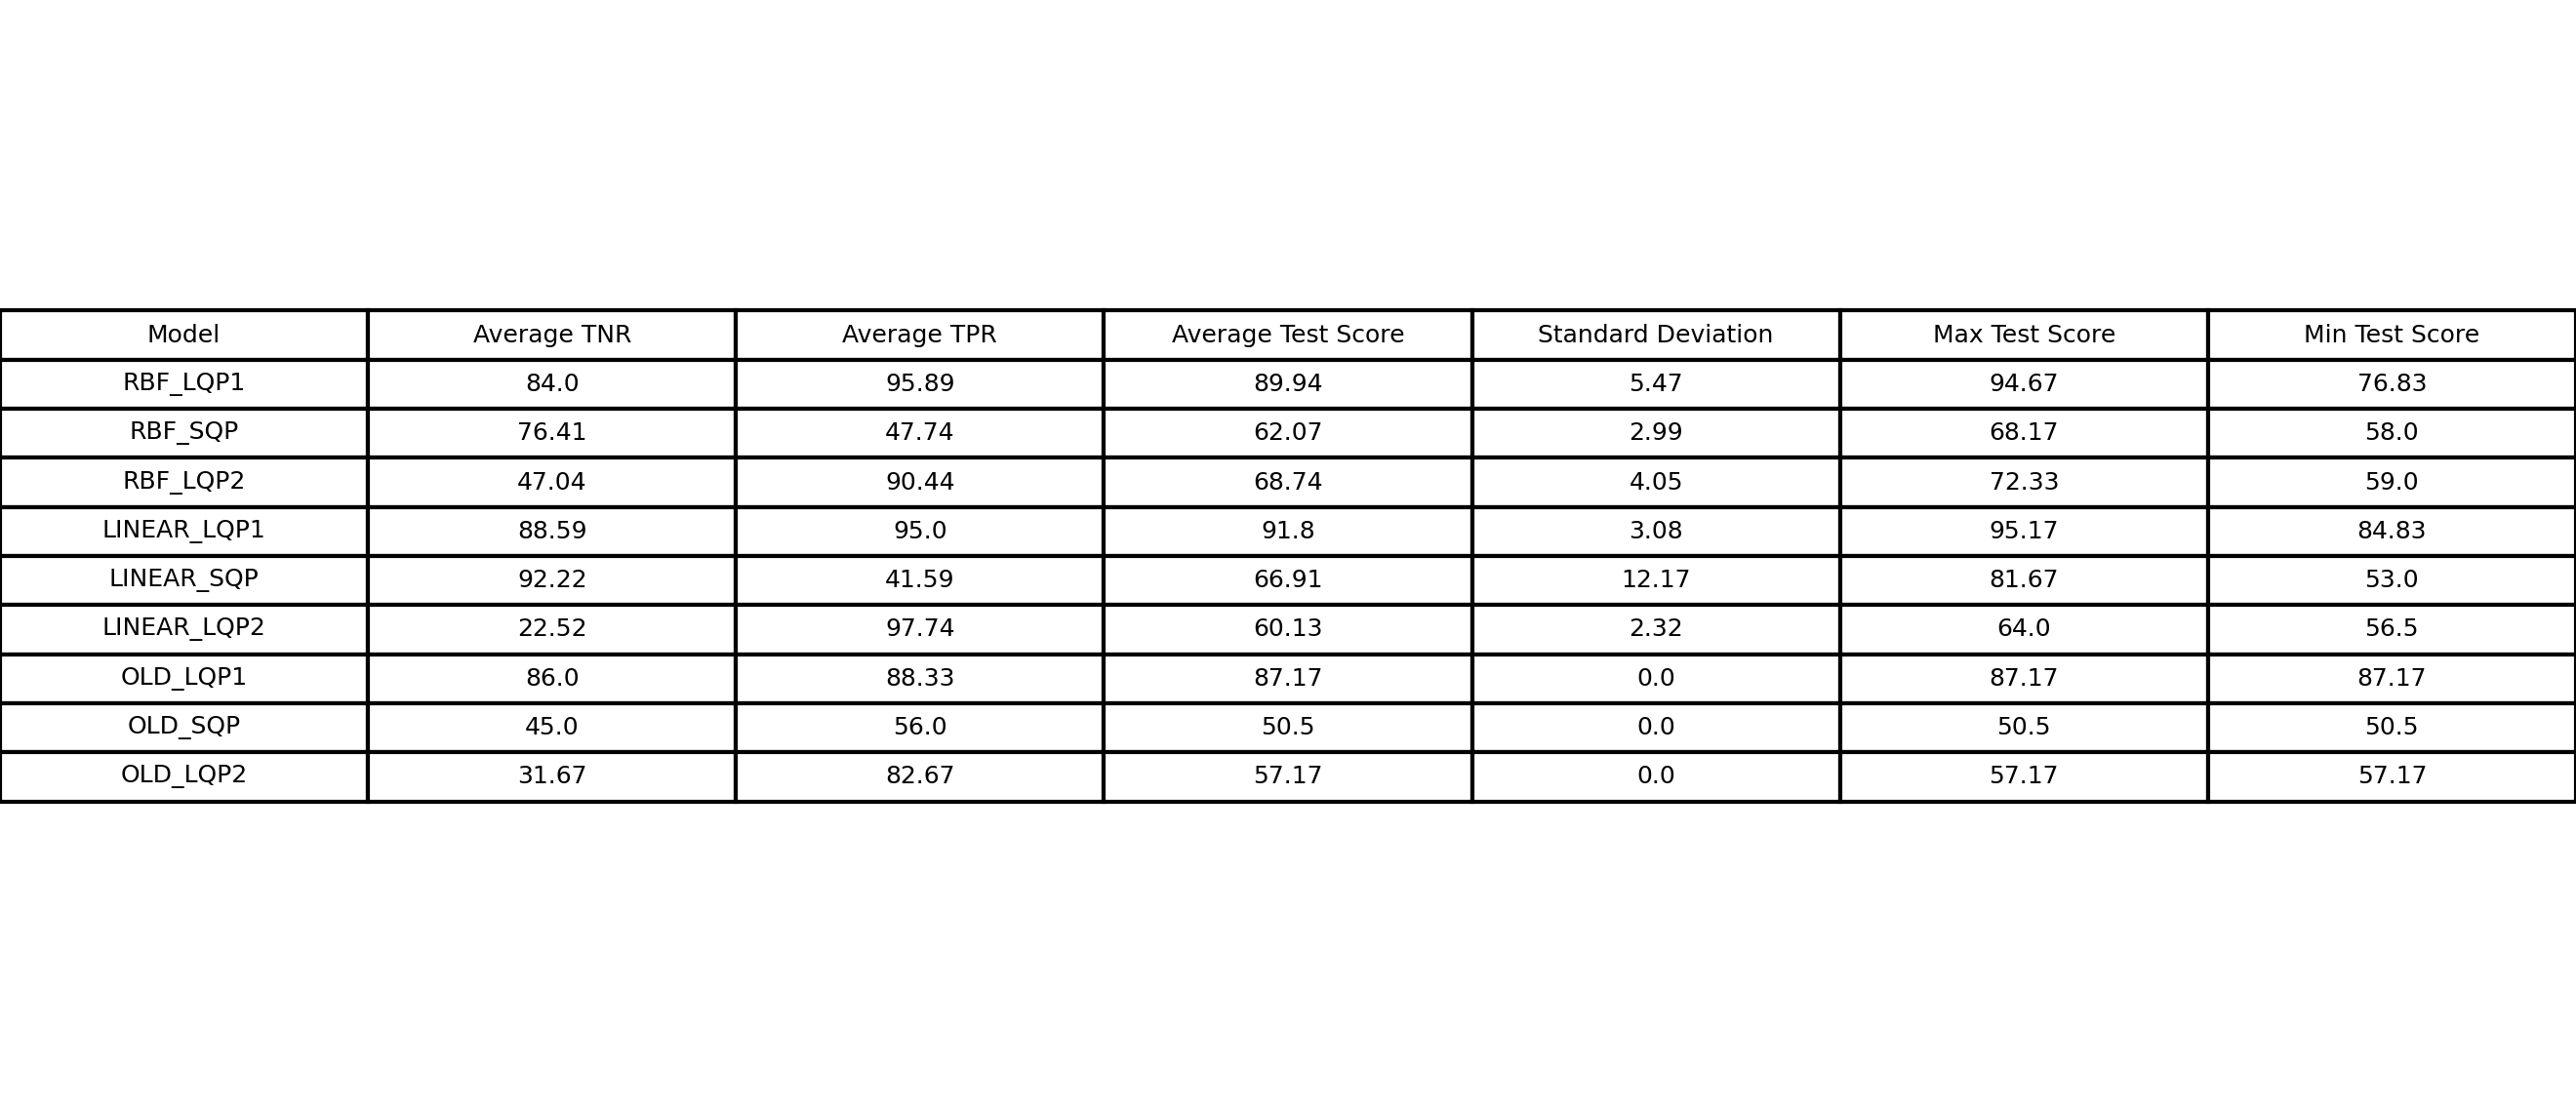 Model Average TNR Average TPR Average Test Score Standard Deviation Max Test Score Min Test Score
RBF_LQP1 84.0 95.89 89.94 5.47 94.67 76.83
RBF_SQP 76.41 47.74 62.07 2.99 68.17 58.0
RBF_LQP2 47.04 90.44 68.74 4.05 72.33 59.0
LINEAR_LQP1 88.59 95.0 91.8 3.08 95.17 84.83
LINEAR_SQP 92.22 41.59 66.91 12.17 81.67 53.0
LINEAR_LQP2 22.52 97.74 60.13 2.32 64.0 56.5
OLD_LQP1 86.0 88.33 87.17 0.0 87.17 87.17
OLD_SQP 45.0 56.0 50.5 0.0 50.5 50.5
OLD_LQP2 31.67 82.67 57.17 0.0 57.17 57.17